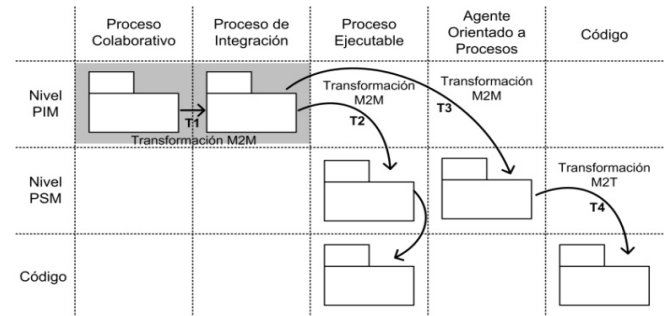 Proceso
Colaborativo
Proceso de
Integración
Proceso
Ejecutable
Agente
Orientado a
Procesos
Código
Nivel
PIM
T1
Transformación M2M
Transformación
M2M
T2
Transformación
M2M
T3
Nivel
PSM
Transformación
M2T
T4
Código